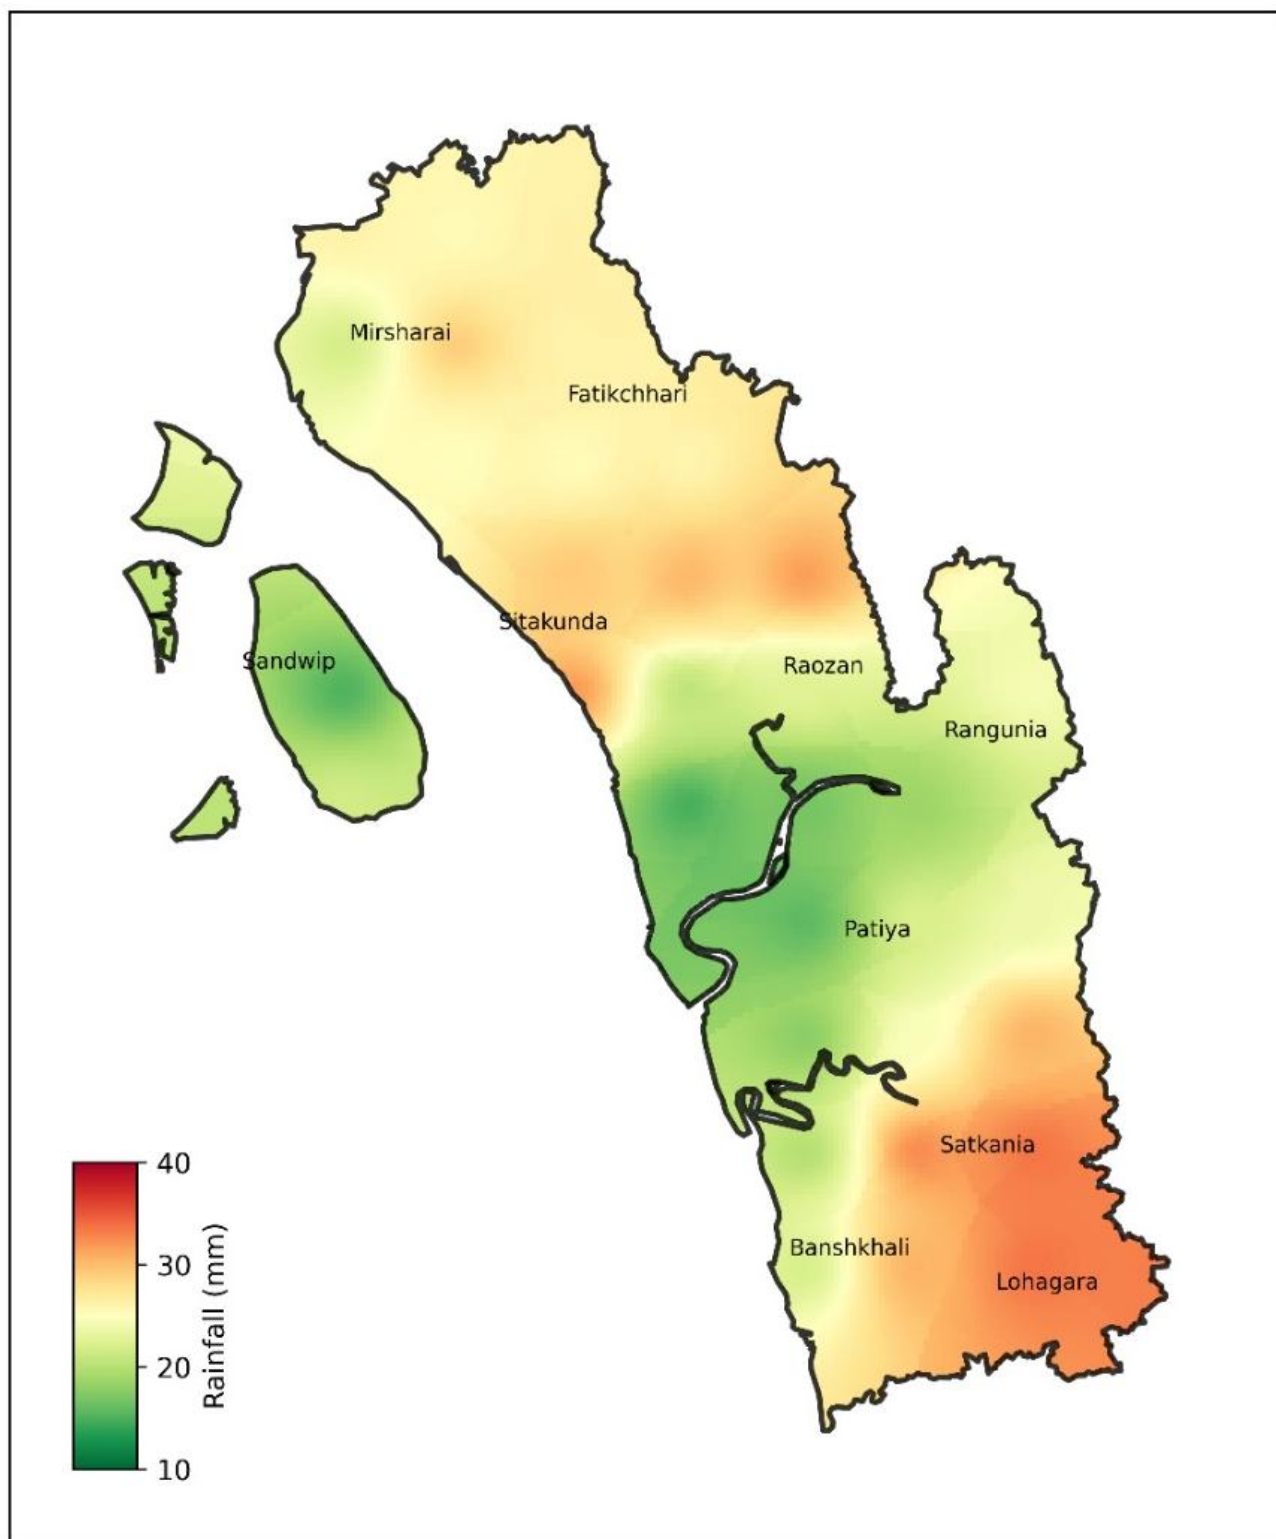 Mirsharai
Fatikchhari
Sitakunda
Sandwip
Raozan
Rangunia
Patiya
Satkania
Banshkhali
Lohagara
40
30
20
10
Rainfall (mm)